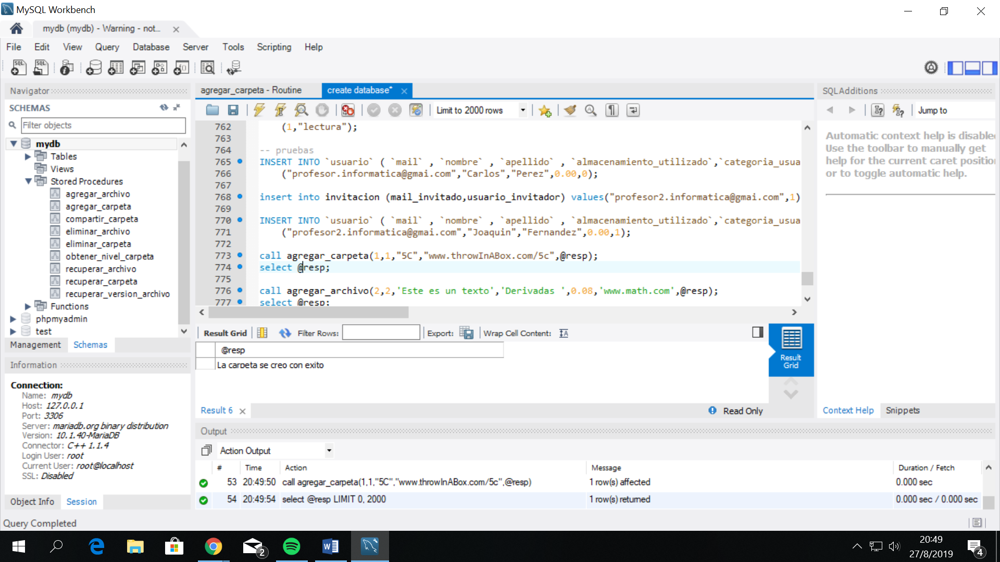 MySQL Workbench
mydb (mydb) - Warning - not...
File Edit View Query Database Server Tools Scripting Help
Navigator
SCHEMAS
Filter objects
mydb
Tables
Views
Stored Procedures
agregar_archivo
agregar_carpeta
compartir_carpeta
eliminar_archivo
eliminar_carpeta
obtener_nivel_carpeta
recuperar_archivo
recuperar_carpeta
recuperar_version_archivo
Functions
phpmyadmin
test
Management Schemas
Information
Connection:
Name: mydb
Host: 127.0.0.1
Port: 3306
Server: mariadb.org binary distribution
Version: 10.1.40-MariaDB
Connector: C++ 1.1.4
Login User: root
Current User: root@localhost
SSL: Disabled
Object Info Session
Query Completed
agregar_carpeta - Routine create database*
Limit to 2000 rows
762 (1,"lectura");
763
764 -- pruebas
765 INSERT INTO `usuario` ( `mail` , `nombre` , `apellido` , `almacenamiento_utilizado`,`categoria_usua
766 ("profesor.informatica@gmai.com","Carlos","Perez",0.00,0);
767
768 insert into invitacion (mail_invitado,usuario_invitador) values("profesor2.informatica@gmai.com",1)
769
770 INSERT INTO `usuario` ( `mail` , `nombre` , `apellido` , `almacenamiento_utilizado`,`categoria_usua
771 ("profesor2.informatica@gmai.com","Joaquin","Fernandez",0.00,1);
772
773 call agregar_carpeta(1,1,"5C","www.throwInABox.com/5c",@resp);
774 select @resp;
775
776 call agregar_archivo(2,2,'Este es un texto','Derivadas ',0.08,'www.math.com',@resp);
777 select @resp;
Result Grid Filter Rows: Export: Wrap Cell Content:
@resp
La carpeta se creo con exito
Result Grid
Result 6
Read Only
SQLAdditions
Jump to
Automatic context help is disabled
Use the toolbar to manually get
help for the current caret position
or to toggle automatic help.
Context Help Snippets
Output
Action Output
# Time Action Message Duration / Fetch
53 20:49:50 call agregar_carpeta(1,1,"5C","www.throwInABox.com/5c",@resp) 1 row(s) affected 0.000 sec
54 20:49:54 select @resp LIMIT 0, 2000 1 row(s) returned 0.000 sec / 0.000 sec
2
20:49
27/8/2019
4